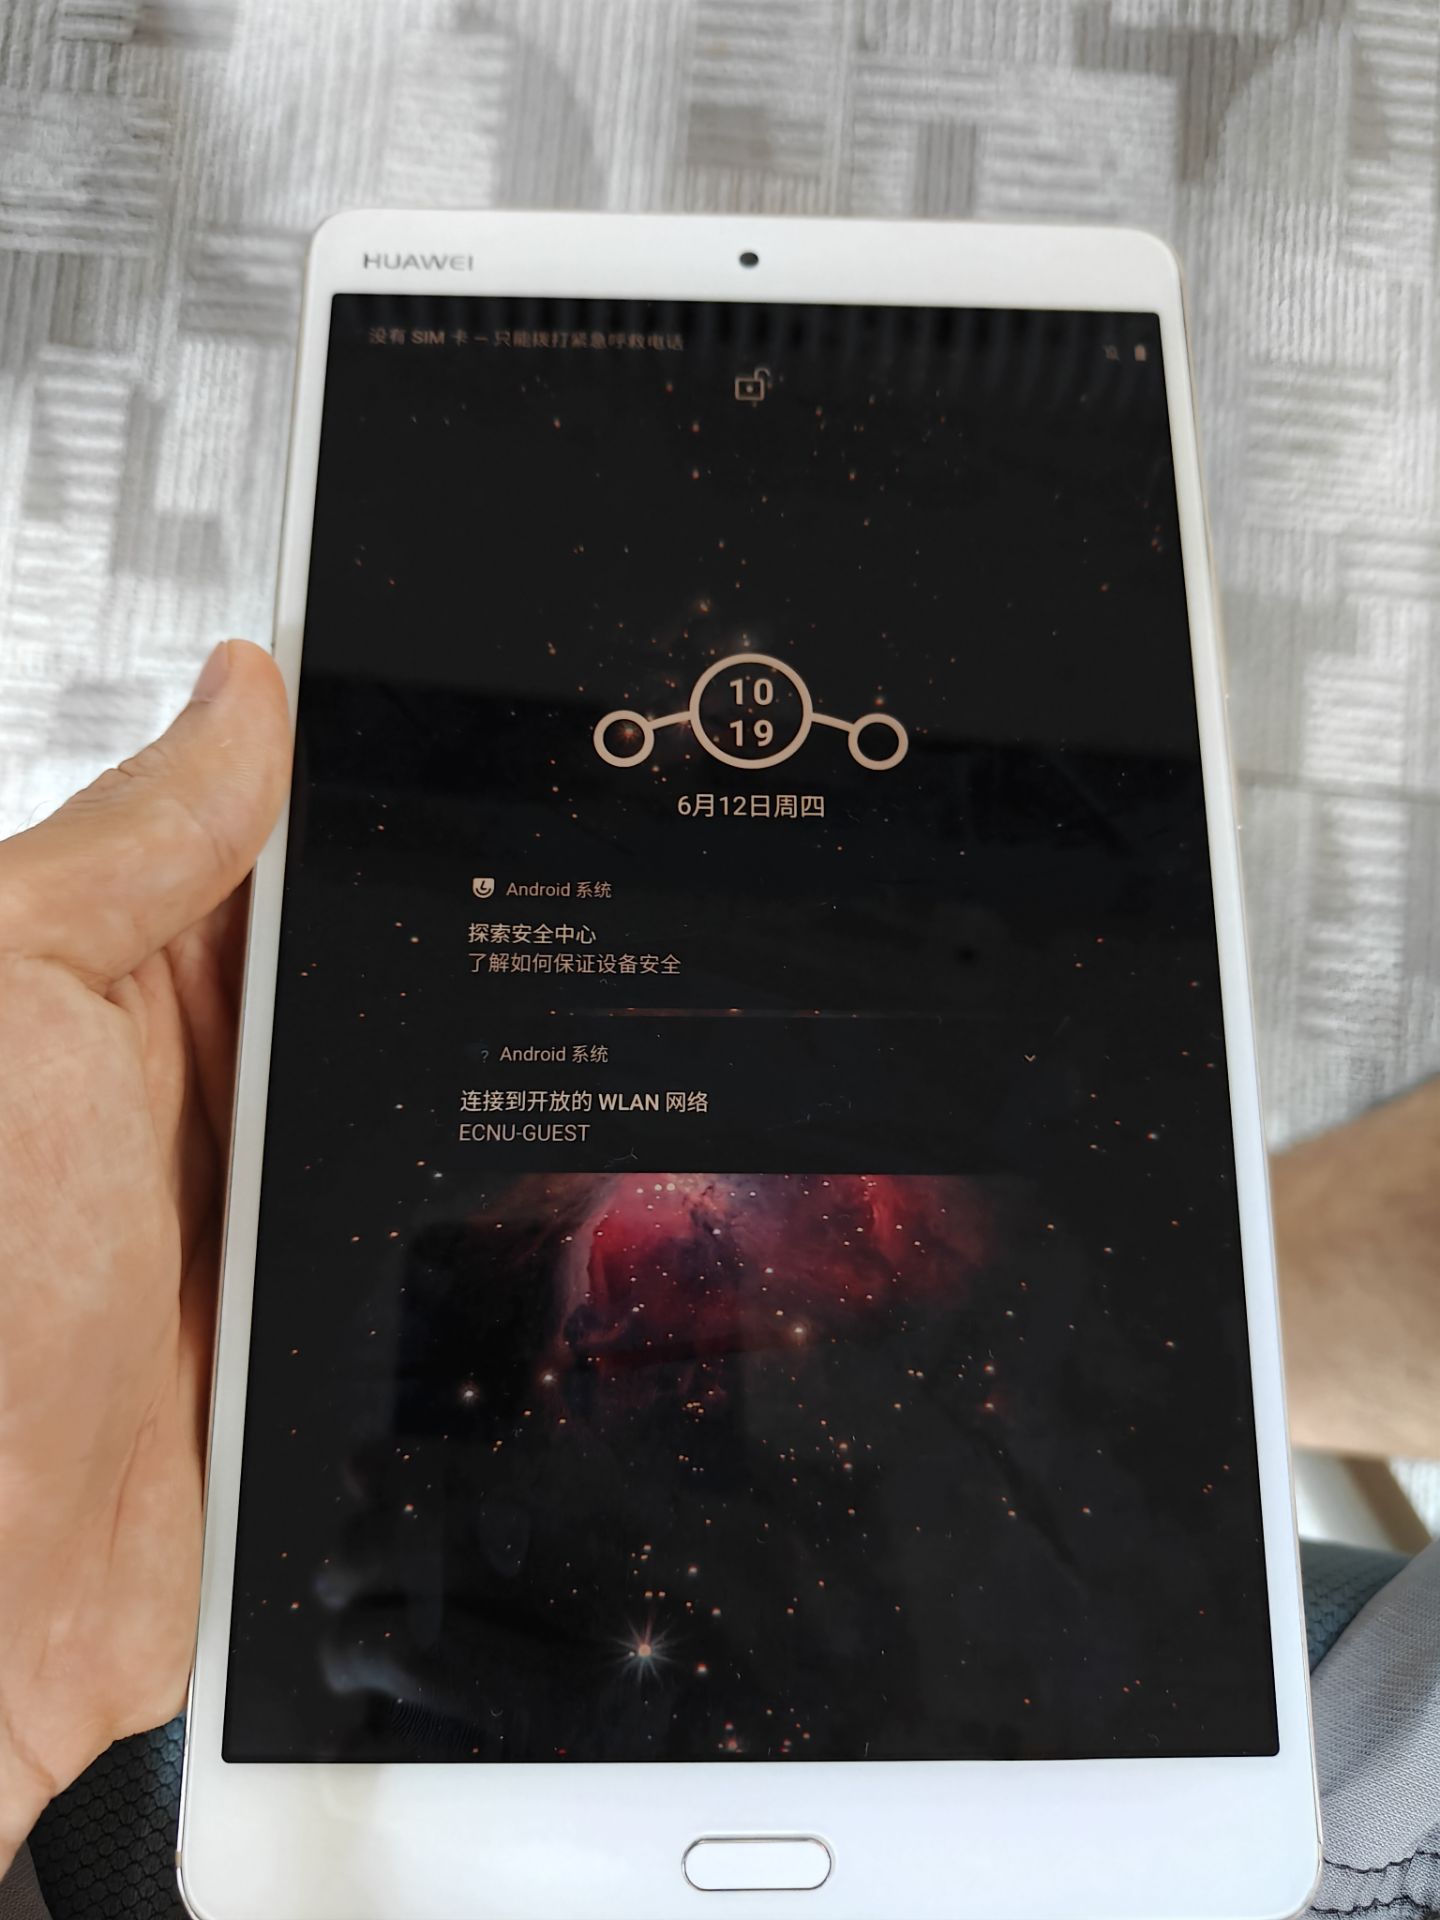 HUAWEI
没有 SIM 卡 — 只能拨打紧急呼救电话
10
19
6月12日周四
Android 系统
探索安全中心
了解如何保证设备安全
Android 系统
连接到开放的 WLAN 网络
ECNU-GUEST